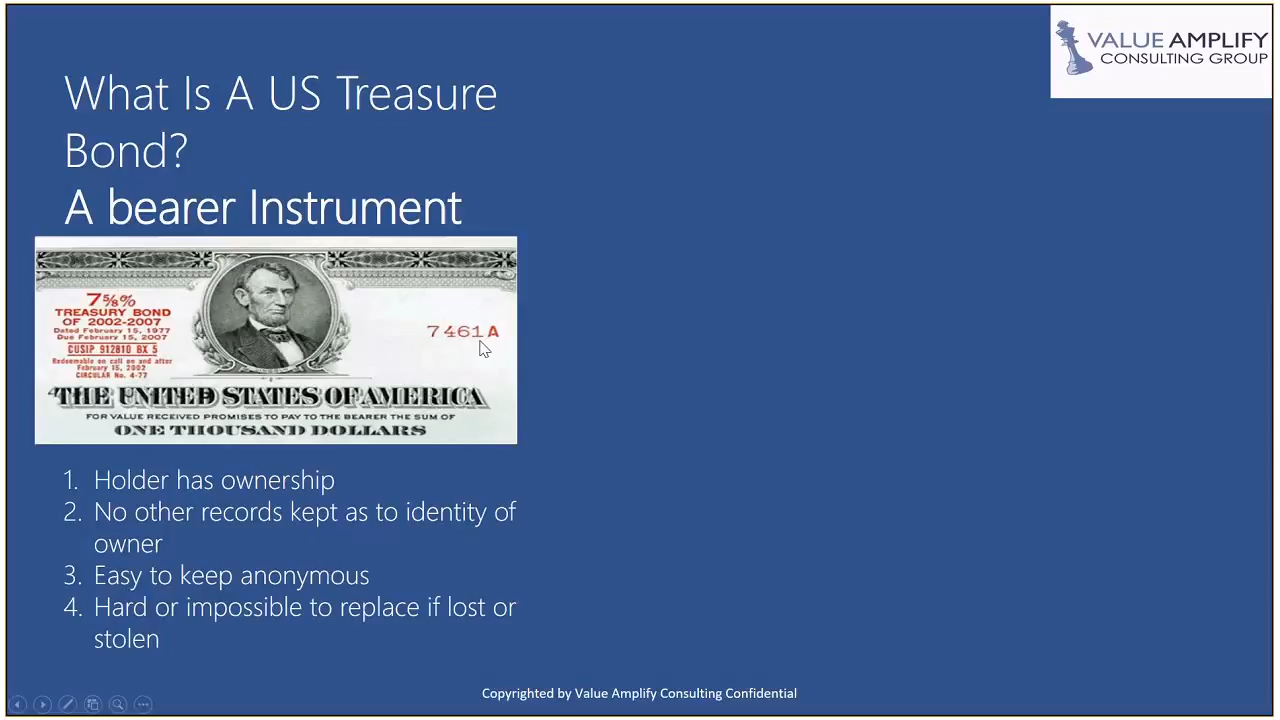 VALUE AMPLIFY
CONSULTING GROUP
What Is A US Treasure
Bond?
A bearer Instrument
7⅝%
TREASURY BOND
OF 2002-2007
Dated February 15, 1977
Due February 15, 2007
CUSIP 912810 BX 5
Redeemable on call on and after
February 15, 2002
CIRCULAR No. 4-77
7461A
THE UNITED STATES OF AMERICA
FOR VALUE RECEIVED PROMISES TO PAY TO THE BEARER THE SUM OF
ONE THOUSAND DOLLARS
1. Holder has ownership
2. No other records kept as to identity of
owner
3. Easy to keep anonymous
4. Hard or impossible to replace if lost or
stolen
Copyrighted by Value Amplify Consulting Confidential